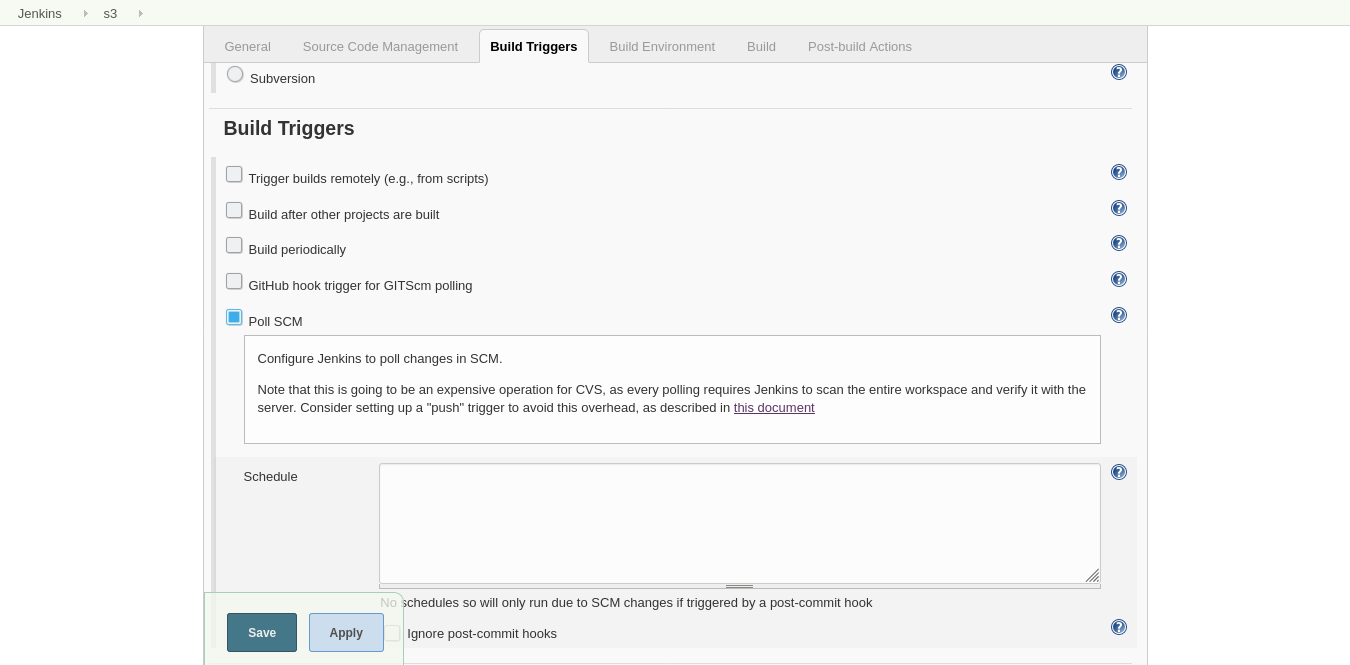 Jenkins s3
General Source Code Management Build Triggers Build Environment Build Post-build Actions
Subversion ?
Build Triggers
Trigger builds remotely (e.g., from scripts) ?
Build after other projects are built ?
Build periodically ?
GitHub hook trigger for GITScm polling ?
Poll SCM ?
Configure Jenkins to poll changes in SCM.
Note that this is going to be an expensive operation for CVS, as every polling requires Jenkins to scan the entire workspace and verify it with the
server. Consider setting up a "push" trigger to avoid this overhead, as described in this document
Schedule ?
No schedules so will only run due to SCM changes if triggered by a post-commit hook
Save Apply Ignore post-commit hooks ?